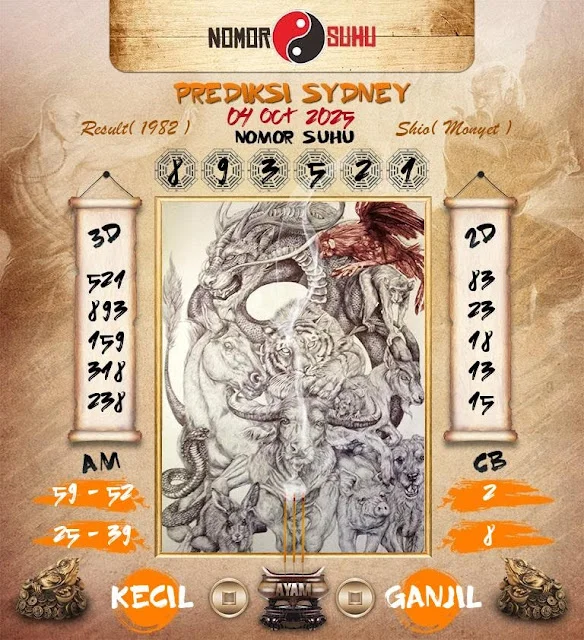 NOMOR SUHU
PREDIKSI SYDNEY
04 Oct 2025
Result( 1982 )
NOMOR SUHU
Shio( Monyet )
8 9 3 5 2 1
3D
521
893
159
318
238
2D
83
23
18
13
15
AM
59 - 52
25 - 39
CB
2
8
KECIL
AYAM
GANJIL